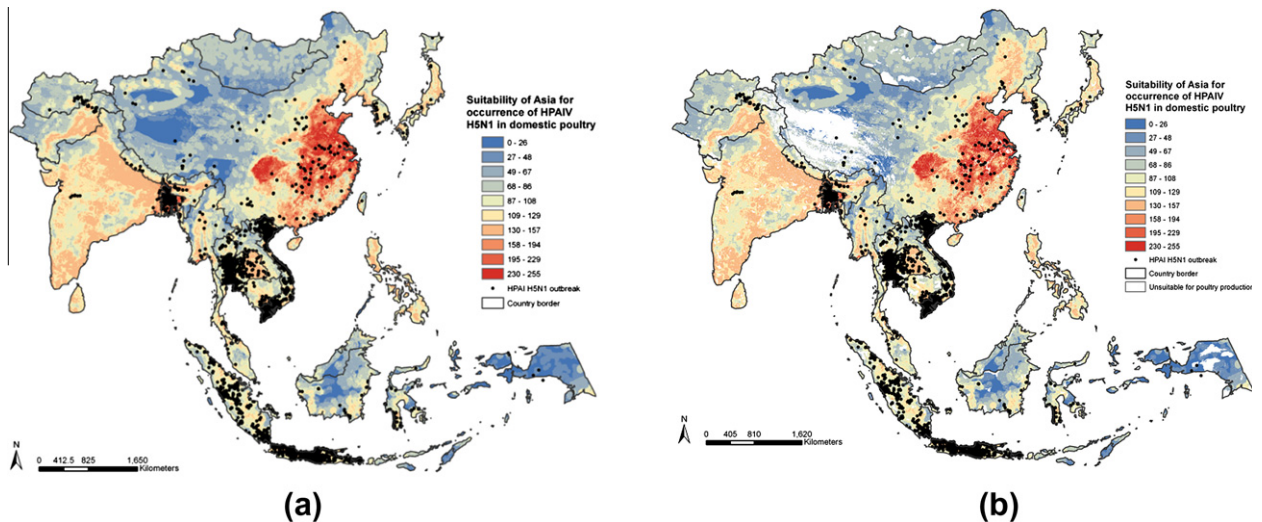 Suitability of Asia for
occurrence of HPAIV
H5N1 in domestic poultry
0 - 26
27 - 48
49 - 67
68 - 86
87 - 108
109 - 129
130 - 157
158 - 194
195 - 229
230 - 255
HPAI H5N1 outbreak
Country border
N
0 412.5 825 1,650
Kilometers
(a)
Suitability of Asia for
occurrence of HPAIV
H5N1 in domestic poultry
0 - 26
27 - 48
49 - 67
68 - 86
87 - 108
109 - 129
130 - 157
158 - 194
195 - 229
230 - 255
HPAI H5N1 outbreak
Country border
Unsuitable for poultry production
N
0 405 810 1,620
Kilometers
(b)